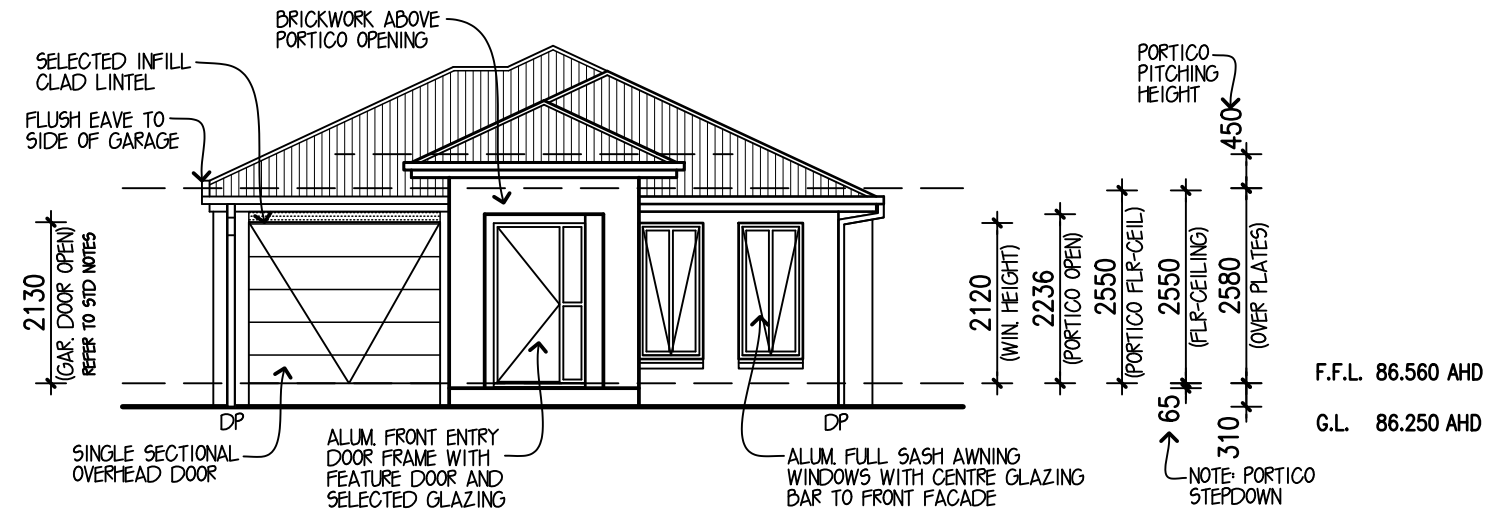 BRICKWORK ABOVE
PORTICO OPENING
SELECTED INFILL
CLAD LINTEL
FLUSH EAVE TO
SIDE OF GARAGE
PORTICO
PITCHING
HEIGHT
450
2130
(GAR. DOOR OPEN)
REFER TO STD NOTES
2120
(WIN. HEIGHT)
2236
(PORTICO OPEN)
2550
(PORTICO FLR-CEIL)
2550
(FLR-CEILING)
2580
(OVER PLATES)
65
310
F.F.L. 86.560 AHD
G.L. 86.250 AHD
DP
DP
SINGLE SECTIONAL
OVERHEAD DOOR
ALUM. FRONT ENTRY
DOOR FRAME WITH
FEATURE DOOR AND
SELECTED GLAZING
ALUM. FULL SASH AWNING
WINDOWS WITH CENTRE GLAZING
BAR TO FRONT FACADE
NOTE: PORTICO
STEPDOWN